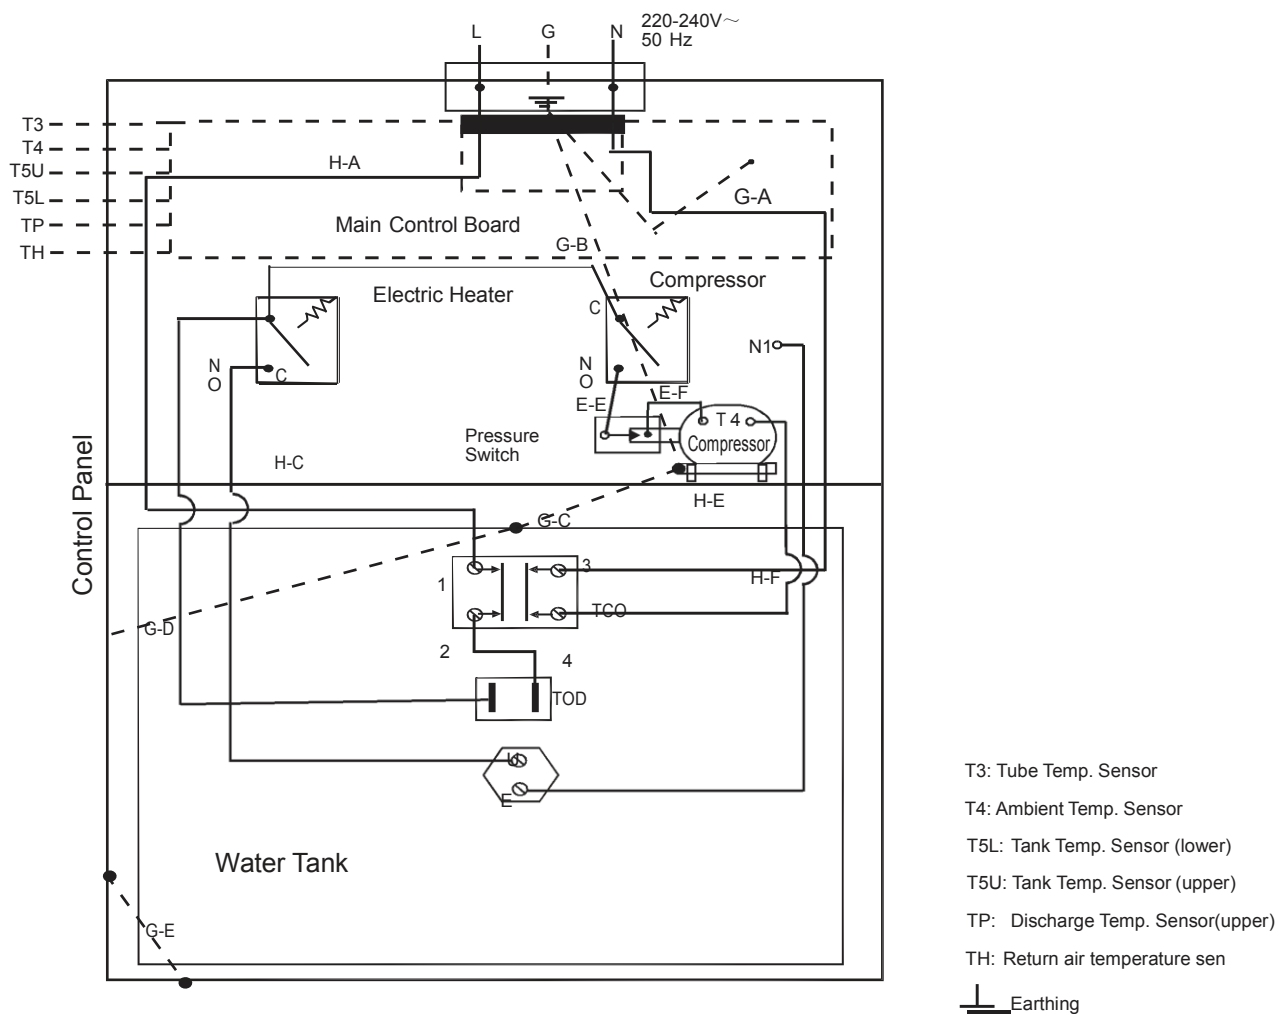 220-240V～
L G N 50 Hz
T3
T4
T5U
T5L
TP
TH
H-A
G-A
Main Control Board
G-B
Compressor
Electric Heater
C
N1
N
O
C
N
O
E-F
E-E
T 4
Compressor
Pressure
Switch
H-C
H-E
Control Panel
G-C
1
3
H-F
TCO
G-D
2
4
TOD
E
Water Tank
G-E
T3: Tube Temp. Sensor
T4: Ambient Temp. Sensor
T5L: Tank Temp. Sensor (lower)
T5U: Tank Temp. Sensor (upper)
TP: Discharge Temp. Sensor(upper)
TH: Return air temperature sen
Earthing